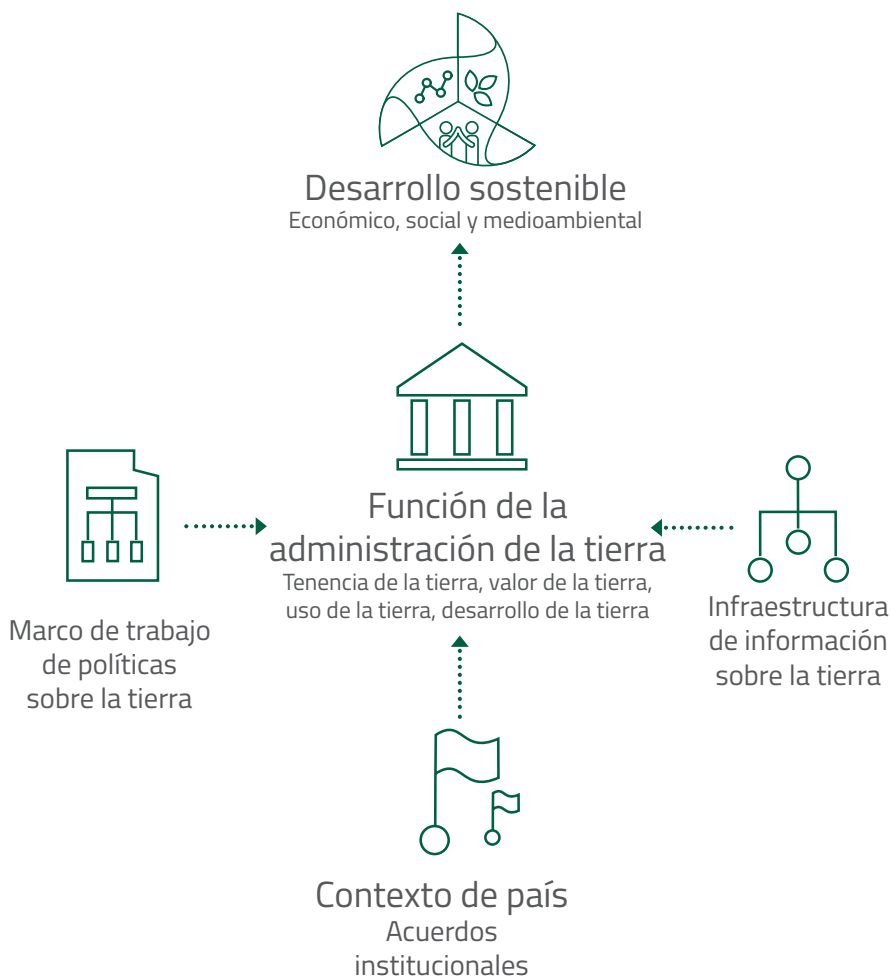 Desarrollo sostenible
Económico, social y medioambiental
Función de la
administración de la tierra
Tenencia de la tierra, valor de la tierra,
uso de la tierra, desarrollo de la tierra
Marco de trabajo
de políticas
sobre la tierra
Infraestructura
de información
sobre la tierra
Contexto de país
Acuerdos
institucionales